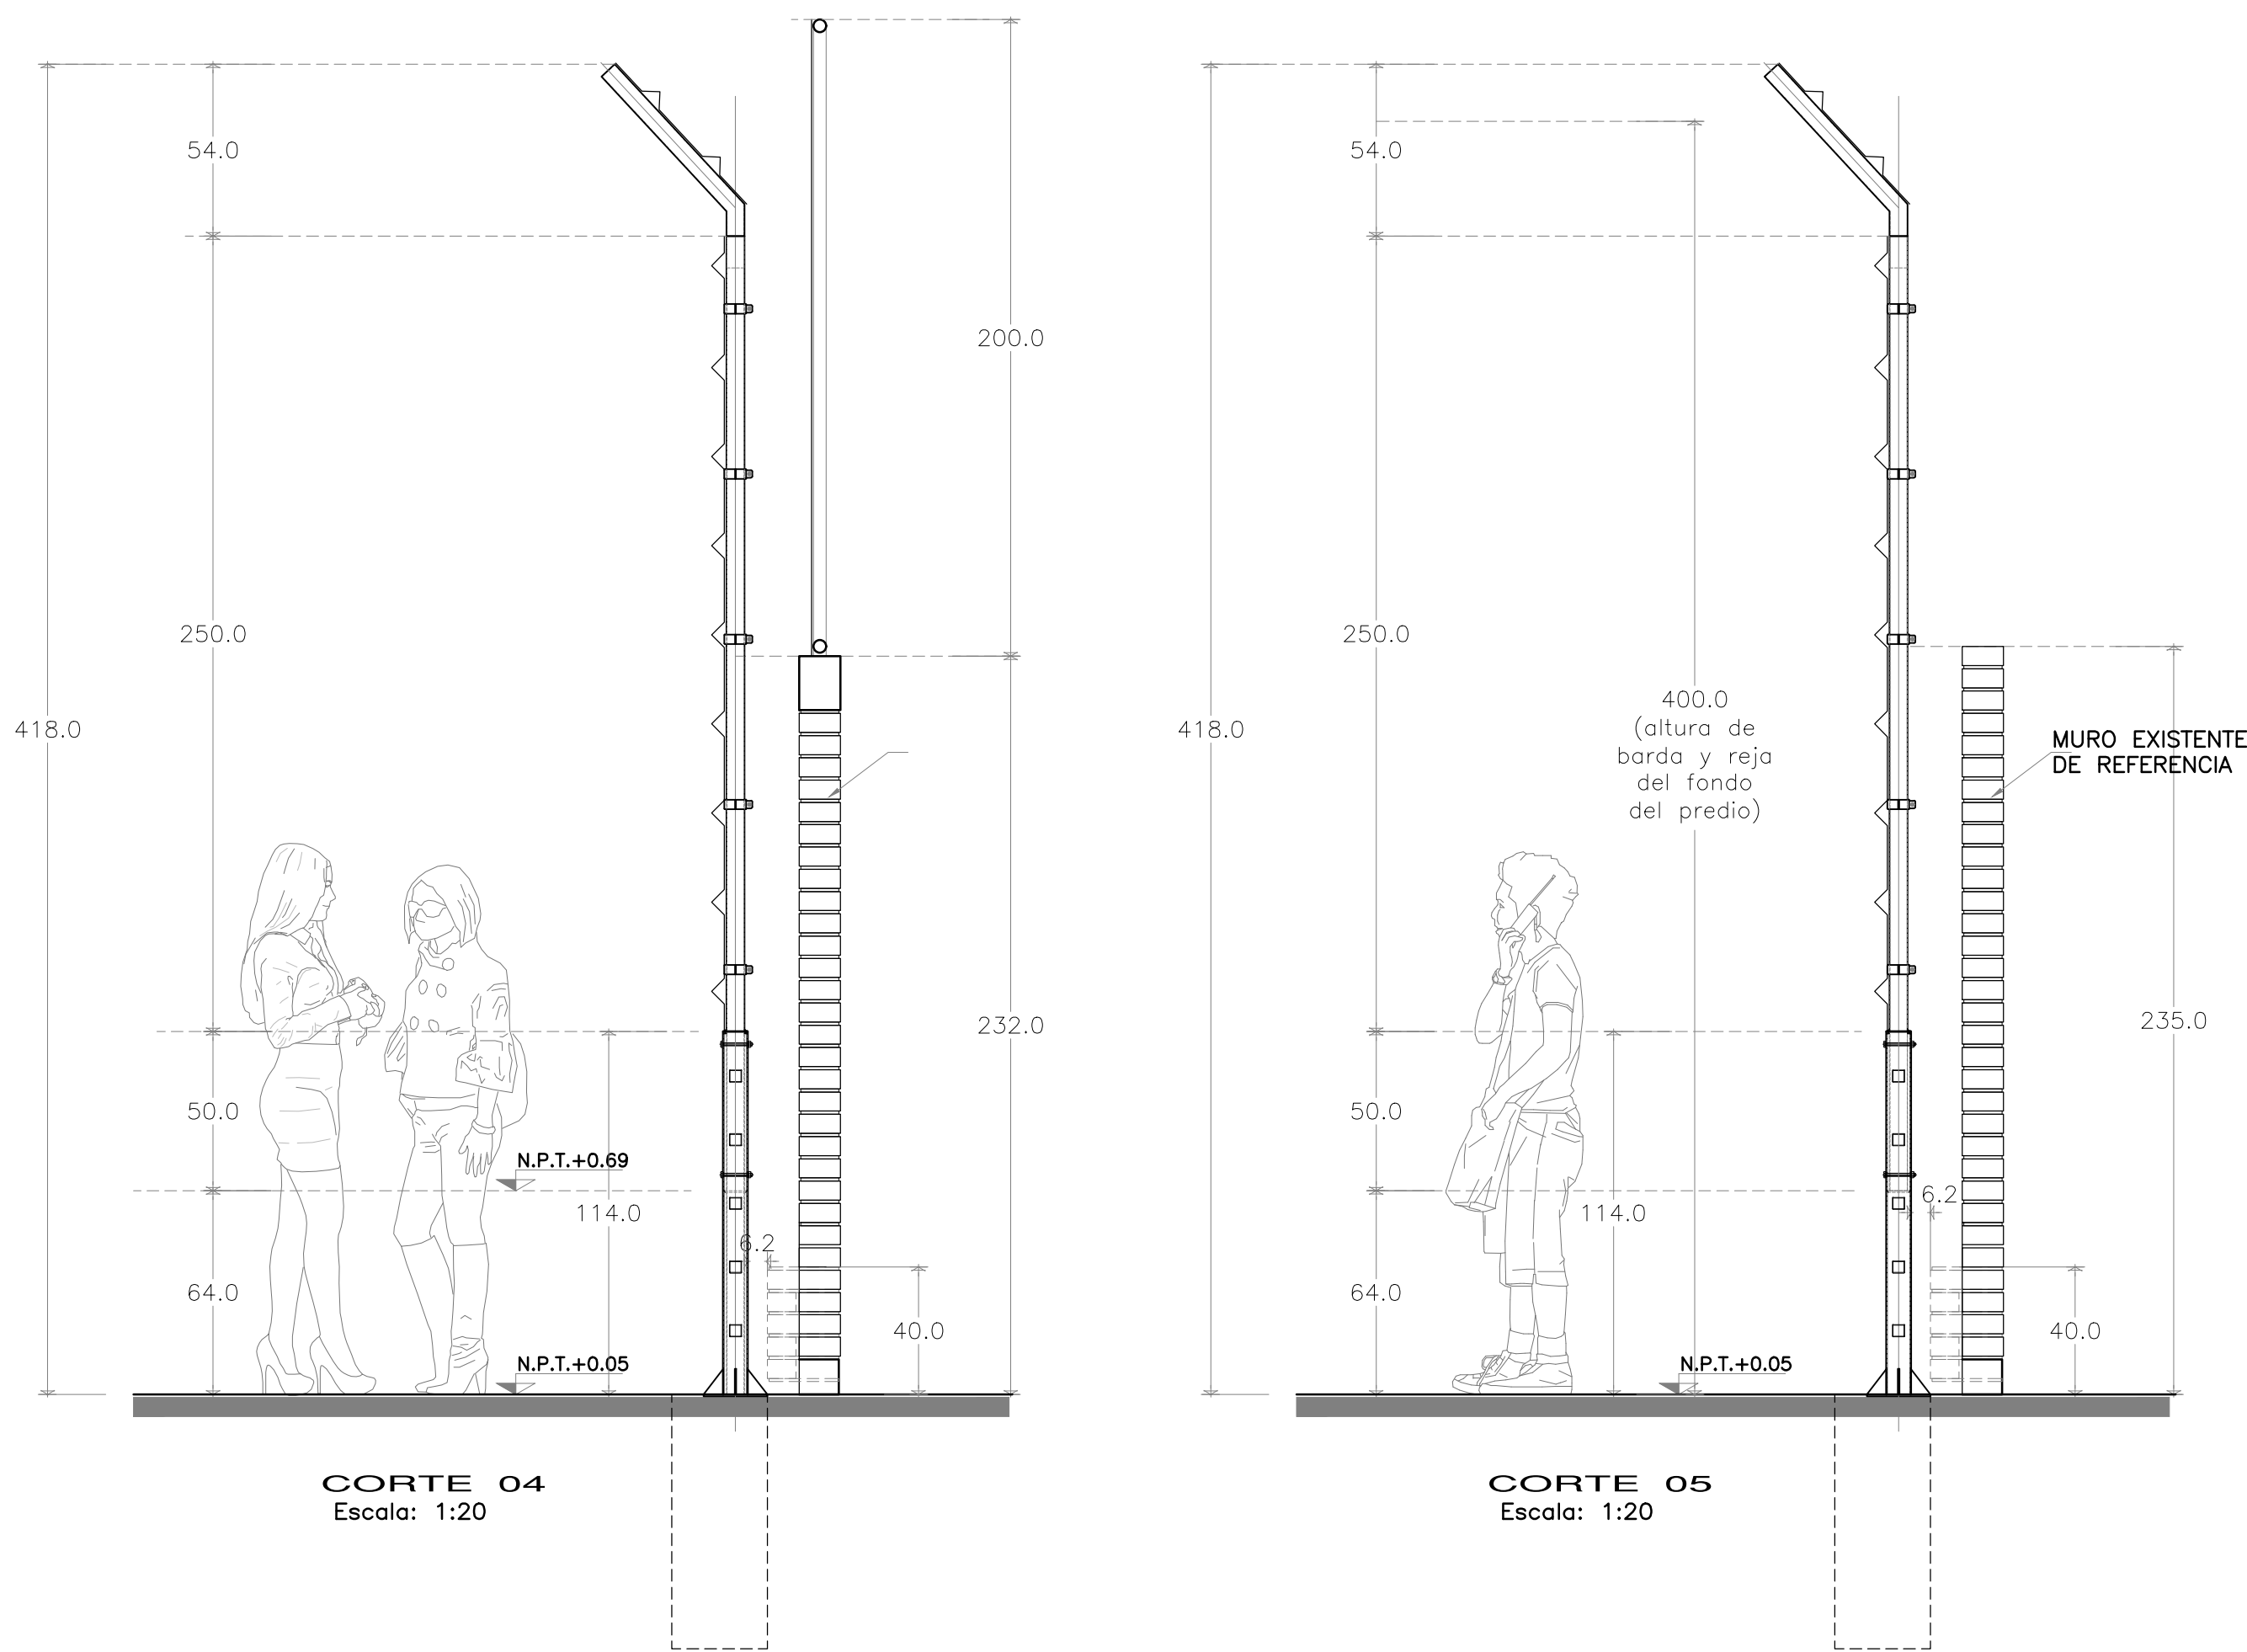 54.0
250.0
418.0
50.0
64.0
N.P.T.+0.69
114.0
N.P.T.+0.05
6.2
40.0
200.0
232.0
CORTE 04
Escala: 1:20
54.0
250.0
418.0
400.0
(altura de
barda y reja
del fondo
del predio)
MURO EXISTENTE
DE REFERENCIA
235.0
50.0
64.0
114.0
6.2
40.0
N.P.T.+0.05
CORTE 05
Escala: 1:20